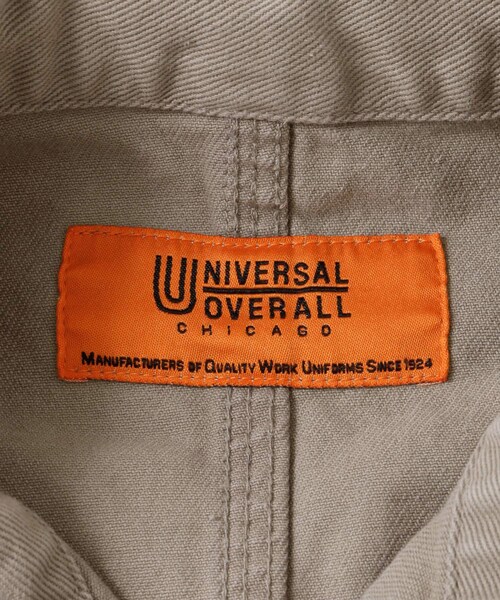 UNIVERSAL
OVERALL
CHICAGO
MANUFACTURERS OF QUALITY WORK UNIFORMS SINCE 1924